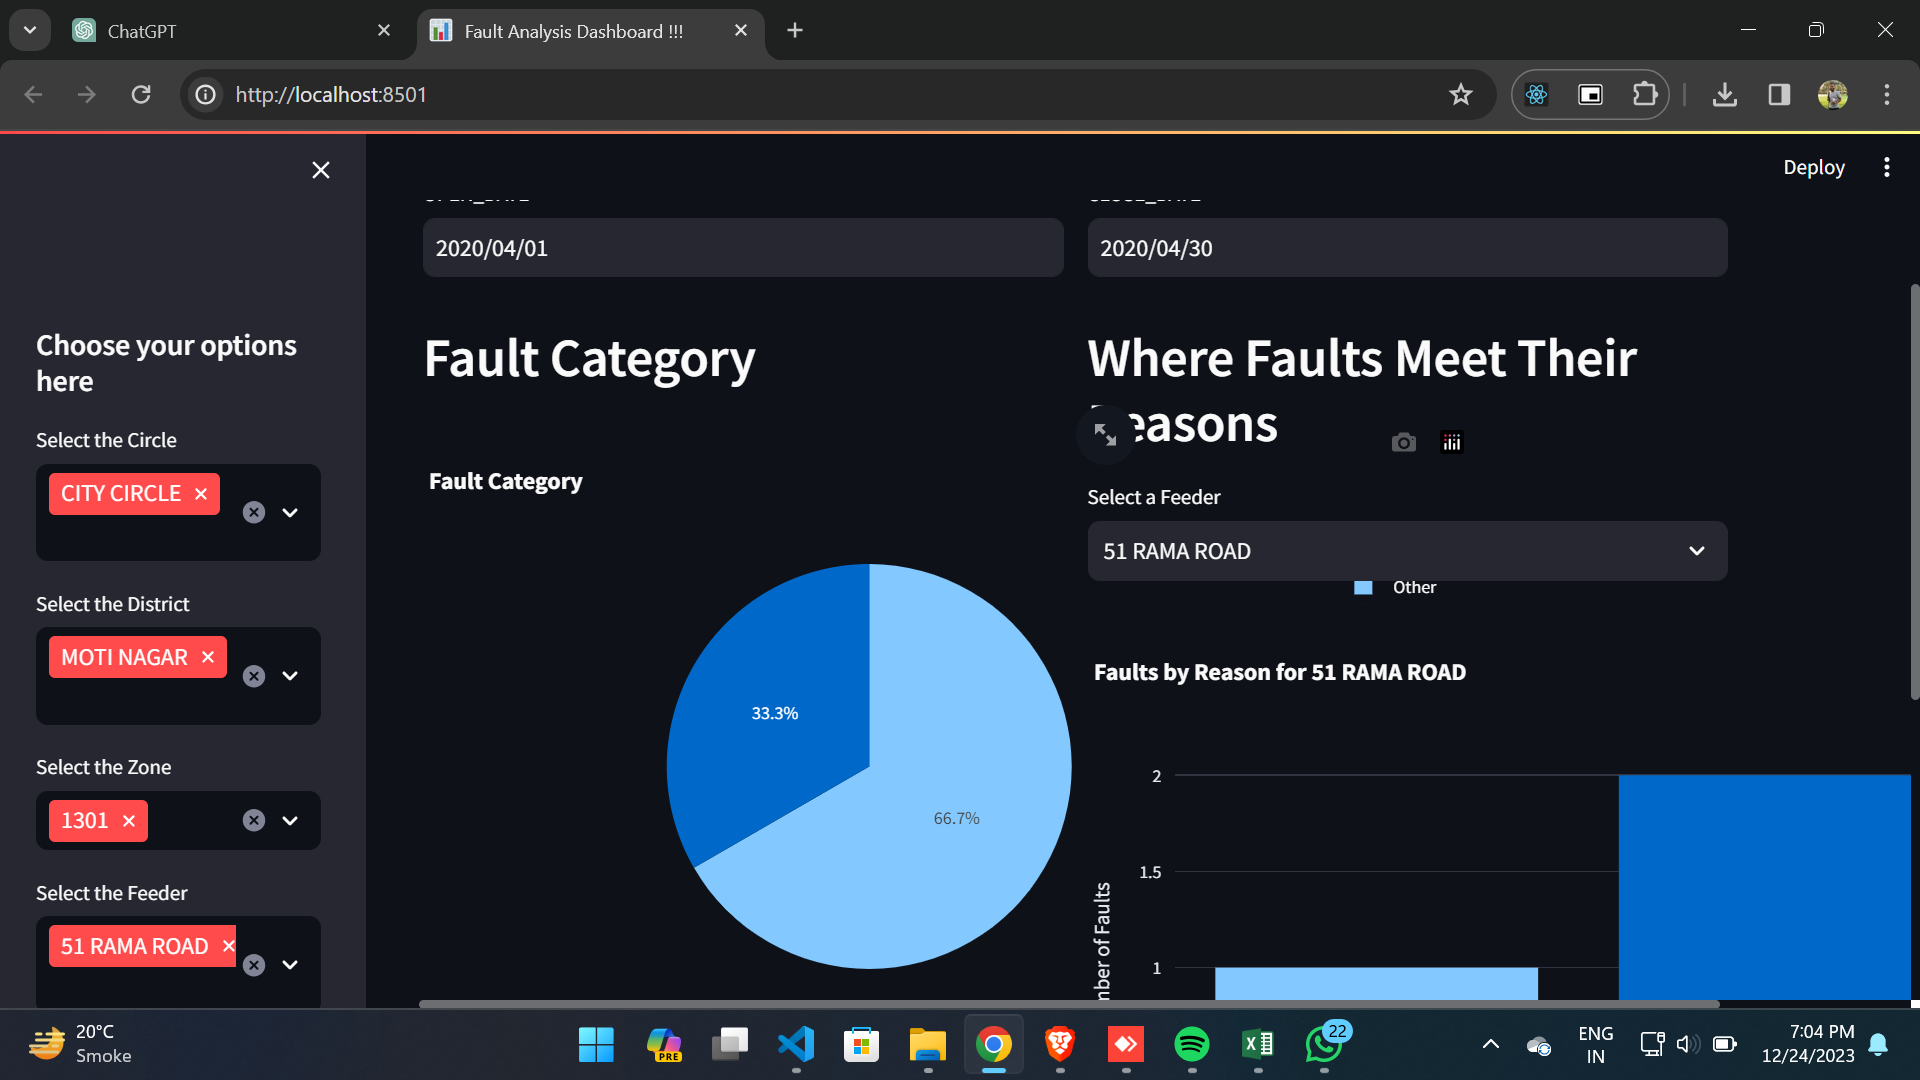 ChatGPT
Fault Analysis Dashboard !!!
http://localhost:8501
Deploy
2020/04/01
2020/04/30
Choose your options
here
Select the Circle
CITY CIRCLE
Select the District
MOTI NAGAR
Select the Zone
1301
Select the Feeder
51 RAMA ROAD
Fault Category
Fault Category
33.3%
66.7%
Where Faults Meet Their
easons
Select a Feeder
51 RAMA ROAD
Other
Faults by Reason for 51 RAMA ROAD
2
1.5
1
mber of Faults
20°C
Smoke
PRE
22
ENG
IN
7:04 PM
12/24/2023